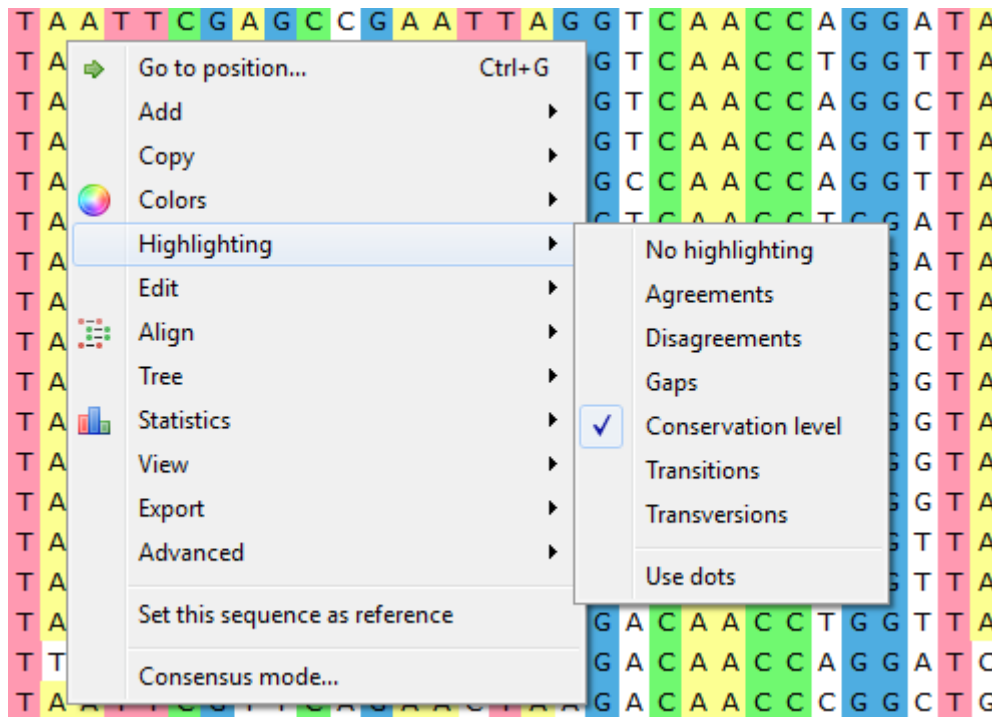 T A A T T C G A G C C G A A T T A G G T C A A C C A G G A T A
T A G T C A A C C T G G T T A
Go to position... Ctrl+G
T A G T C A A C C A G G C T A
Add
T A G T C A A C C A G G T T A
Copy
T A G C C A A C C A G G T T A
Colors
T A G T C A A C C T C G A T A
Highlighting
No highlighting
T A A T A
Edit
Agreements
T A C T A
Align
Disagreements
T A C T A
Tree
Gaps
T A G T A
Statistics
Conservation level
T A G T A
View
Transitions
T A G T A
Export
Transversions
T A G T A
Advanced
T A T T A
Use dots
T A T T A
Set this sequence as reference
T A G A C A A C C T G G T T A
T T G A C A A C C A G G A T C
Consensus mode...
T A A T T C G T T C A G A A C T A A G A C A A C C C G G C T G